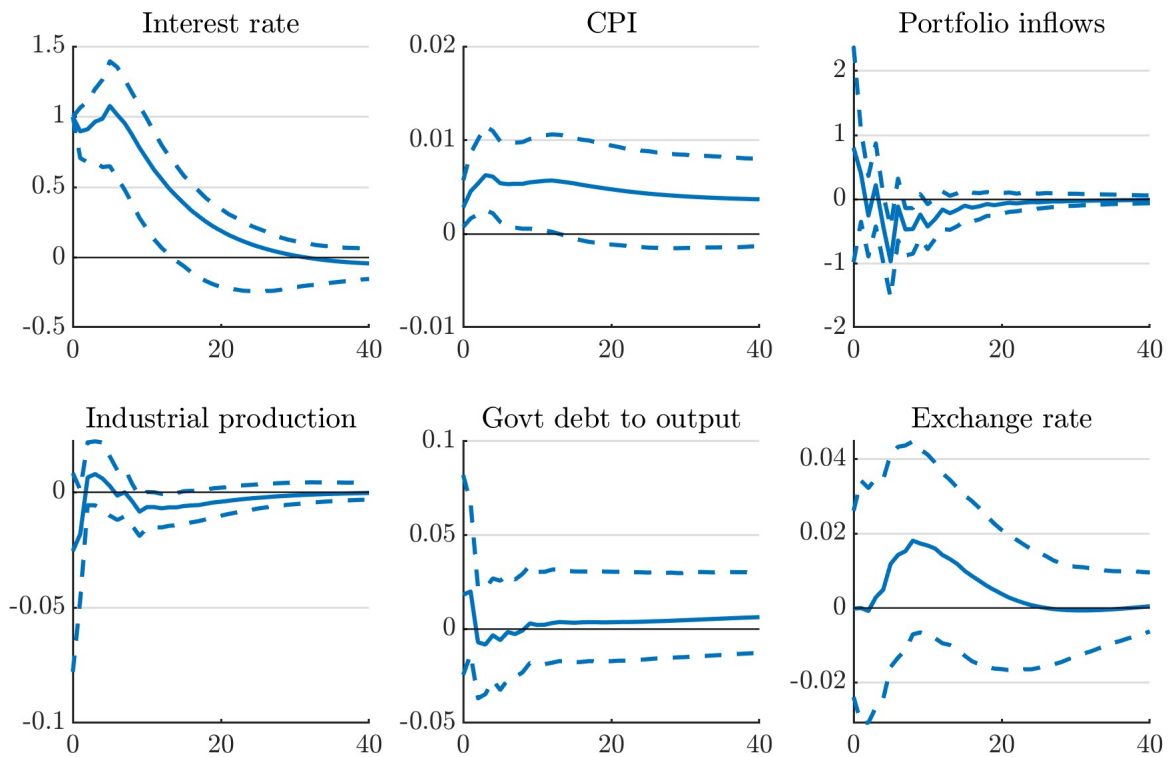 Interest rate
1.5
1
0.5
0
-0.5
0 20 40
CPI
0.02
0.01
0
-0.01
0 20 40
Portfolio inflows
2
1
0
-1
-2
0 20 40
Industrial production
0
-0.05
-0.1
0 20 40
Govt debt to output
0.1
0.05
0
-0.05
0 20 40
Exchange rate
0.04
0.02
0
-0.02
0 20 40